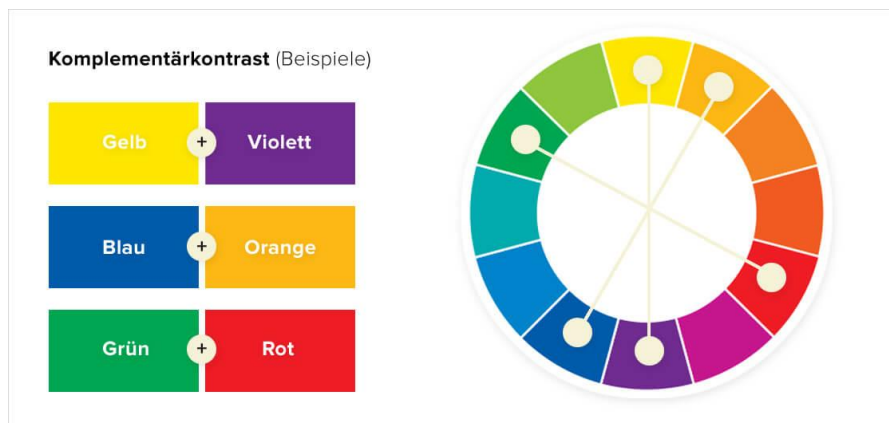 Komplementärkontrast (Beispiele)
Gelb + Violett
Blau + Orange
Grün + Rot